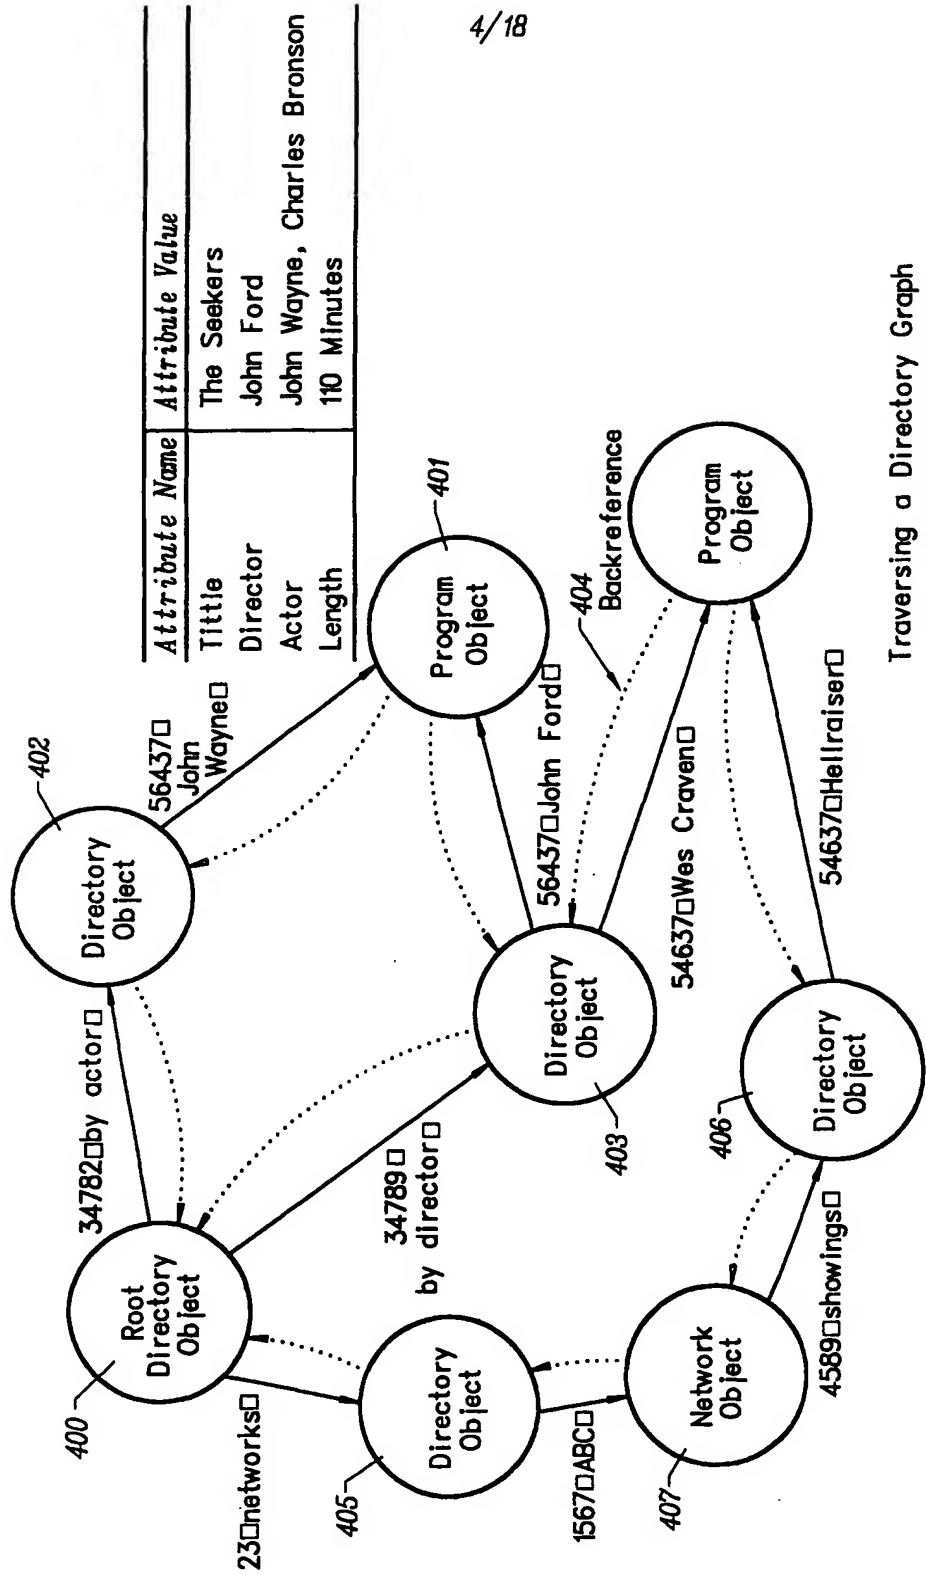 4/18
Attribute Name Attribute Value
Tittle The Seekers
Director John Ford
Actor John Wayne, Charles Bronson
Length 110 Minutes
402
Directory
Object
34782□by actor□
56437□
John
Wayne□
400
Root
Directory
Object
401
Program
Object
23□networks□
34789□
by director□
56437□John Ford□
404
Backreference
405
Directory
Object
403
Directory
Object
Program
Object
1567□ABC□
54637□Wes Craven□
407
Network
Object
406
Directory
Object
54637□Hellraiser□
4589□showings□
Traversing a Directory Graph